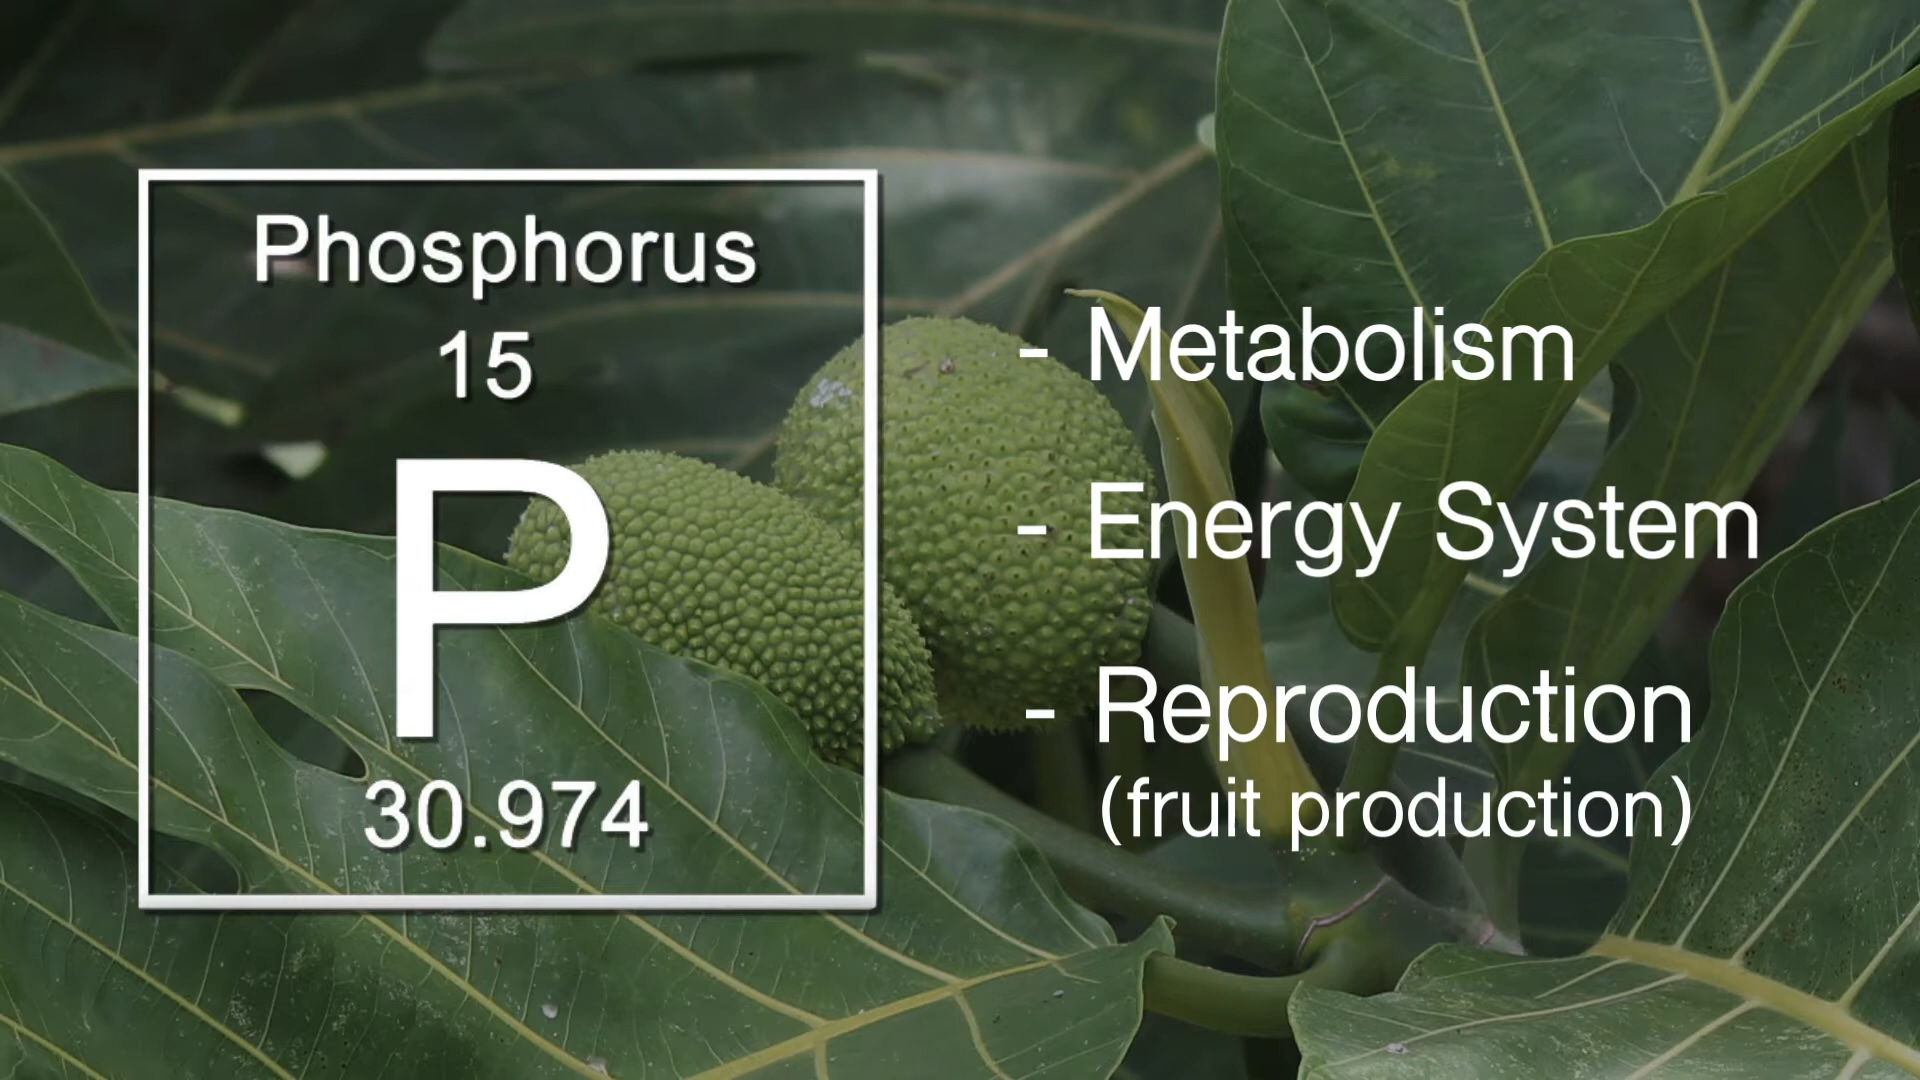 Phosphorus
15
P
30.974
- Metabolism
- Energy System
- Reproduction
(fruit production)